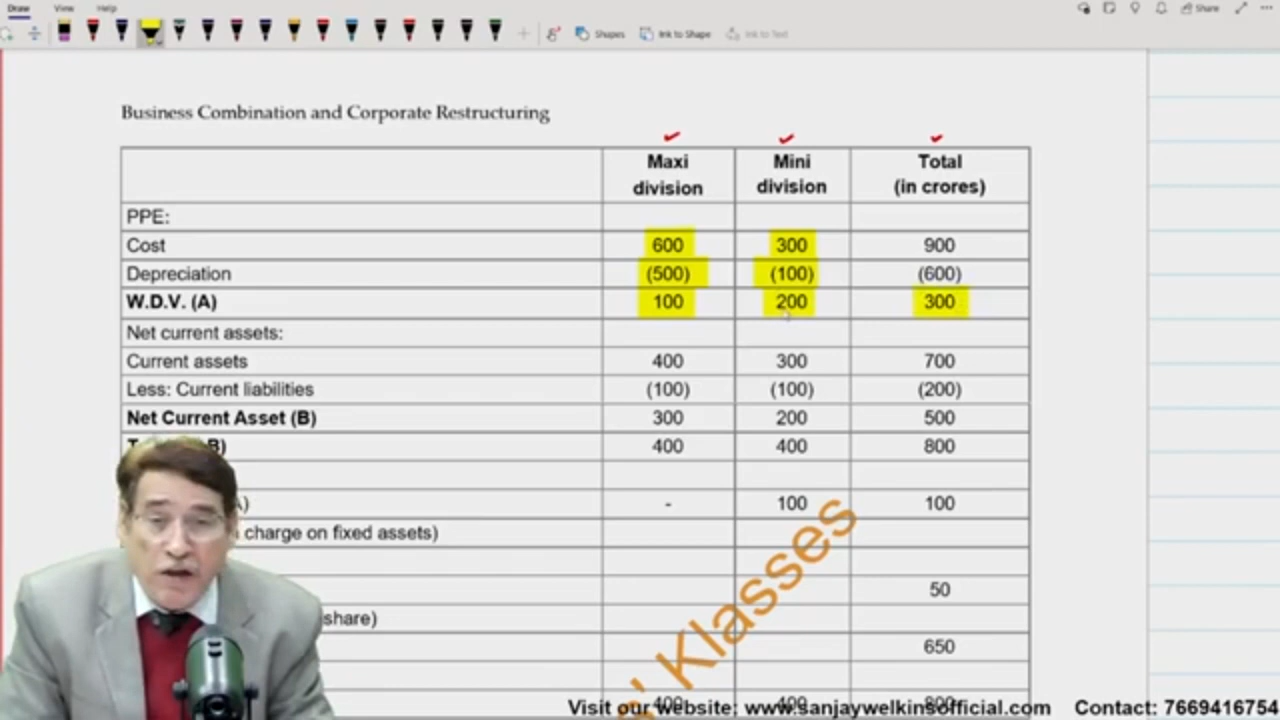 Draw View Help Share
Shapes Ink to Shape Ink to Text
Business Combination and Corporate Restructuring
Maxi division Mini division Total (in crores)
PPE:
Cost 600 300 900
Depreciation (500) (100) (600)
W.D.V. (A) 100 200 300
Net current assets:
Current assets 400 300 700
Less: Current liabilities (100) (100) (200)
Net Current Asset (B) 300 200 500
B) 400 400 800
) - 100 100
charge on fixed assets)
50
share)
650
400 400 800
Klasses
Visit our website: www.sanjaywelkinsofficial.com Contact: 7669416754